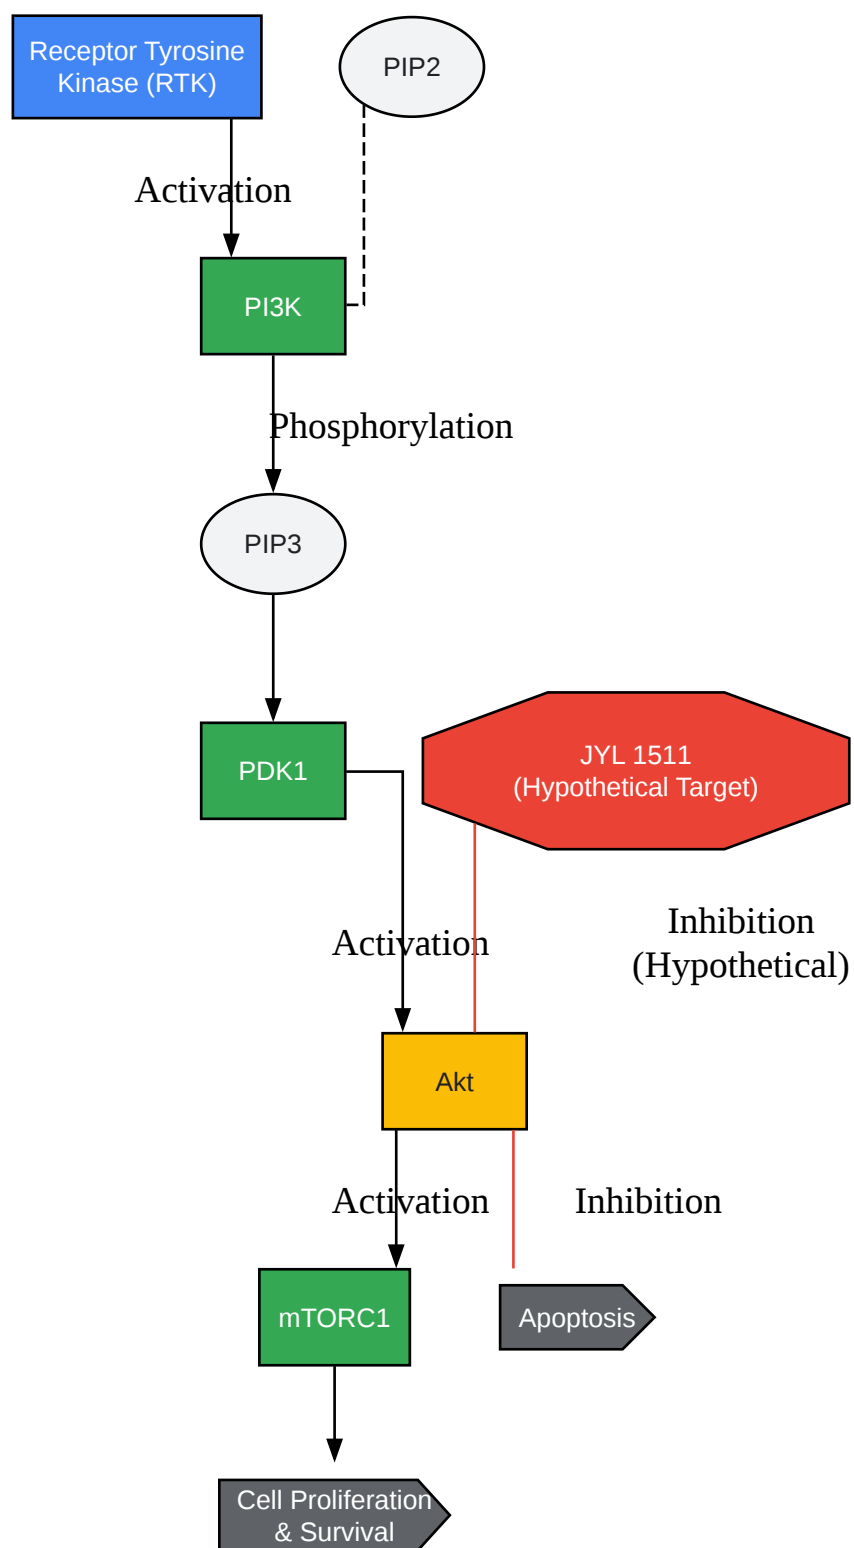 Receptor Tyrosine
Kinase (RTK)
PIP2
Activation
PI3K
Phosphorylation
PIP3
PDK1
JYL 1511
(Hypothetical Target)
Activation
Inhibition
(Hypothetical)
Akt
Activation
Inhibition
mTORC1
Apoptosis
Cell Proliferation
& Survival